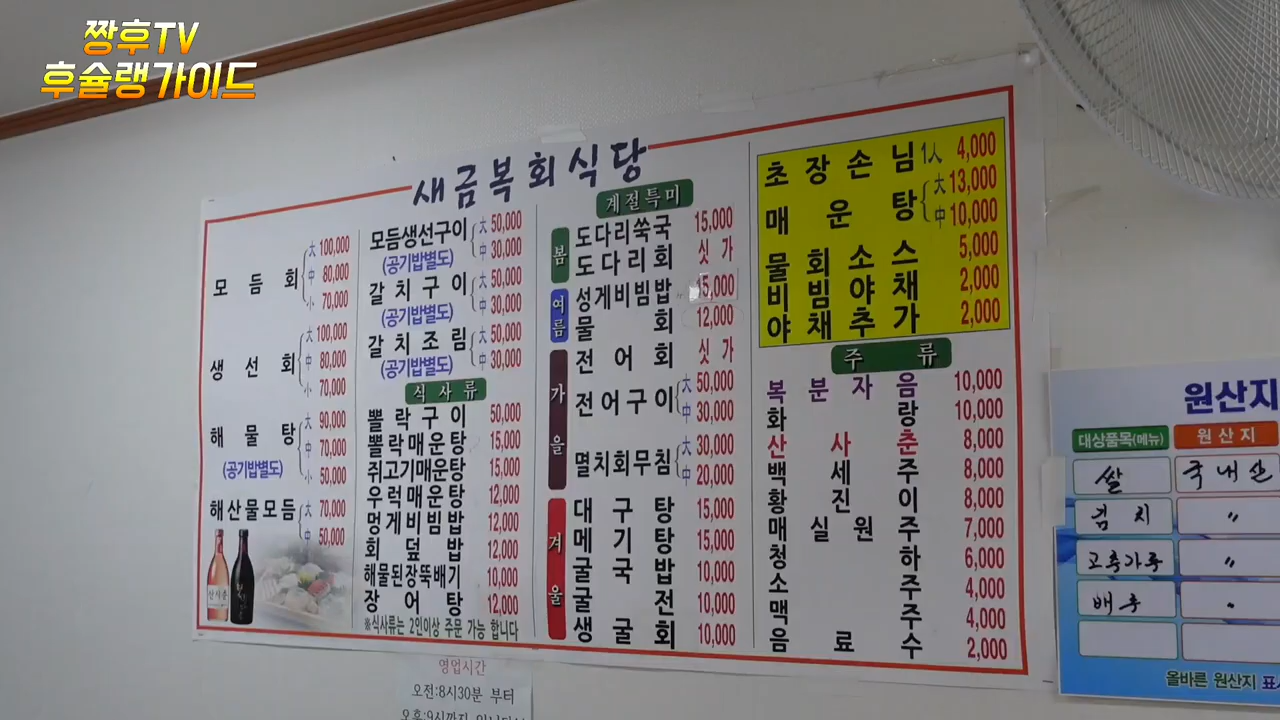 짱후TV
후슐랭가이드
새금복회식당
모듬회 大 100,000
中 80,000
小 70,000
생선회 大 100,000
中 80,000
小 70,000
해물탕 大 90,000
(공기밥별도) 中 70,000
小 50,000
해산물모듬 大 70,000
中 50,000
산사춘
모듬생선구이 大 50,000
(공기밥별도) 中 30,000
갈치구이 大 50,000
(공기밥별도) 中 30,000
갈치조림 大 50,000
(공기밥별도) 中 30,000
식사류
뽈락구이 50,000
뽈락매운탕 15,000
쥐고기매운탕 15,000
우럭매운탕 12,000
멍게비빔밥 12,000
회덮밥 12,000
해물된장뚝배기 10,000
장어탕 12,000
※식사류는 2인이상 주문 가능 합니다
계절특미
봄
도다리쑥국 15,000
도다리회 싯가
여름
성게비빔밥 15,000
물회 12,000
가을
전어회 싯가
전어구이 大 50,000
中 30,000
멸치회무침 大 30,000
中 20,000
겨울
대구탕 15,000
메기탕 15,000
굴국밥 10,000
굴전 10,000
생굴회 10,000
초장손님 1人 4,000
매운탕 大 13,000
中 10,000
물회소스 5,000
비빔야채 2,000
야채추가 2,000
주류
복분자음 10,000
화랑 10,000
산사춘 8,000
백세주 8,000
황진이 8,000
매실원주 7,000
청하 6,000
소주 4,000
맥주 4,000
음료수 2,000
영업시간
오전:8시30분 부터
오후:9시까지 입니다
원산지
대상품목(메뉴) 원산지
쌀 국내산
김치 〃
고추가루 〃
배추 〃
올바른 원산지 표시